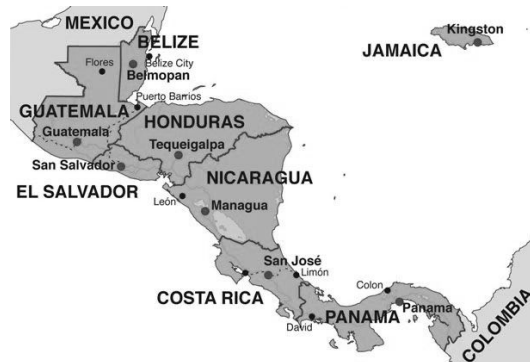 MEXICO
Kingston
BELIZE
JAMAICA
Flores
Belize City
Belmopan
Puerto Barrios
GUATEMALA
HONDURAS
Guatemala
Tequeigalpa
San Salvador
NICARAGUA
EL SALVADOR
León
Managua
San José
Limón
COSTA RICA
Colon
Panama
PANAMA
David
COLOMBIA